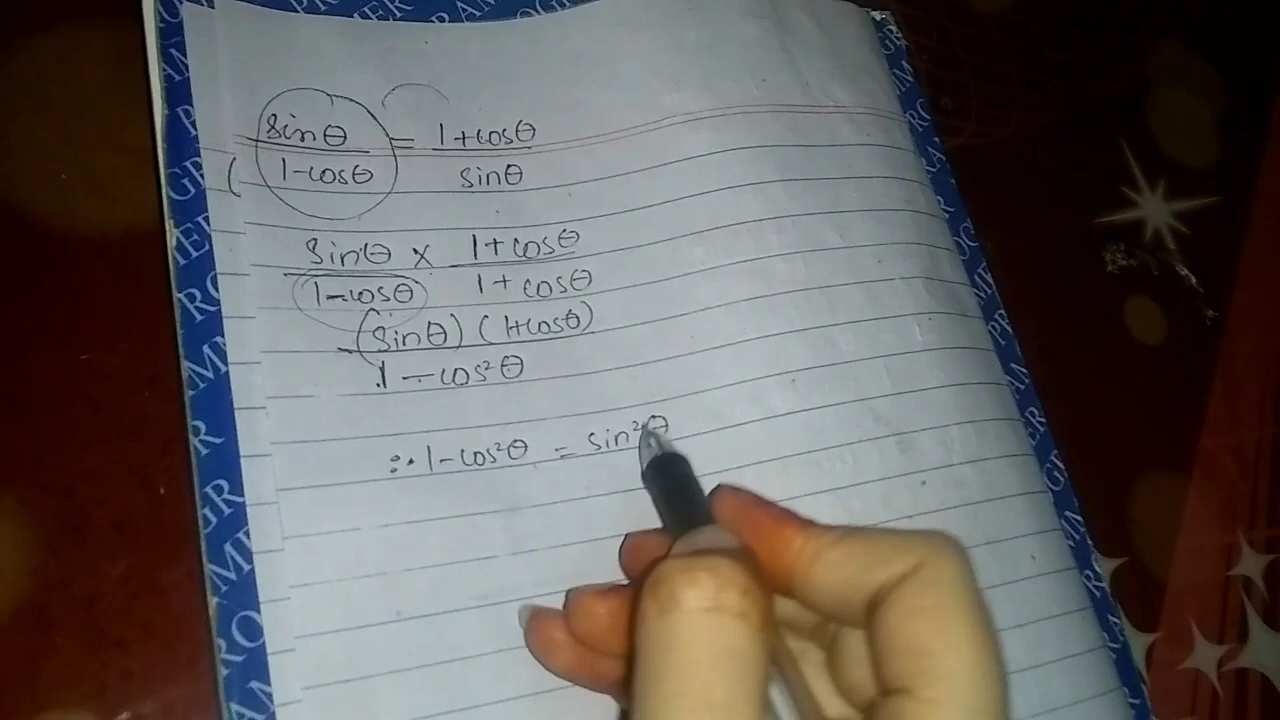 sinθ/1-cosθ = 1+cosθ/sinθ
sinθ/1-cosθ x 1+cosθ/1+cosθ
(sinθ) (1+cosθ)/1-cos²θ
∵ 1-cos²θ = sin²θ